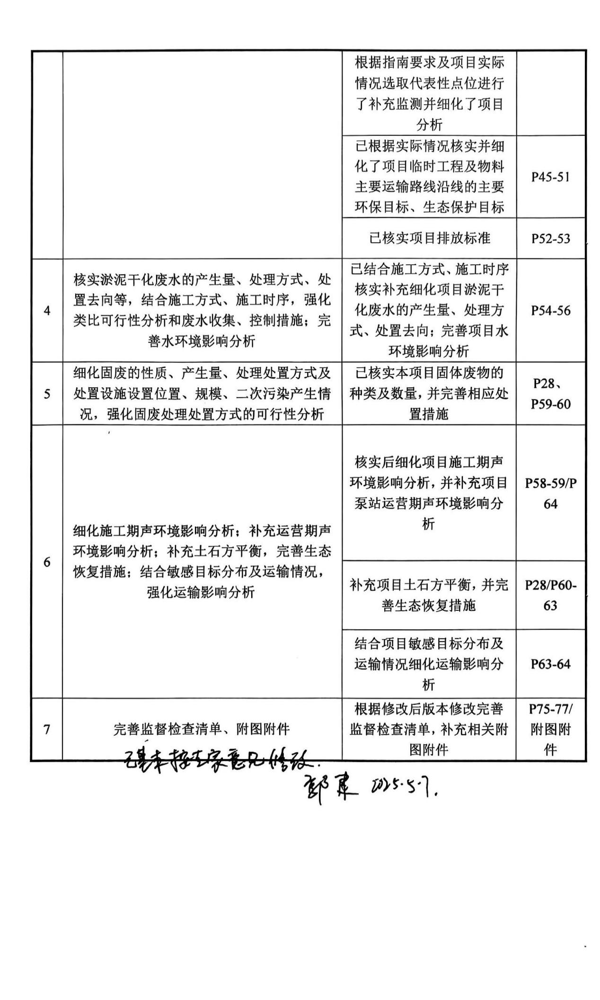 根据指南要求及项目实际
情况选取代表性点位进行
了补充监测并细化了项目
分析
已根据实际情况核实并细
化了项目临时工程及物料
主要运输路线沿线的主要
环保目标、生态保护目标
P45-51
已核实项目排放标准
P52-53
4
核实淤泥干化废水的产生量、处理方式、处
置去向等，结合施工方式、施工时序，强化
类比可行性分析和废水收集、控制措施；完
善水环境影响分析
已结合施工方式、施工时序
核实补充细化项目淤泥干
化废水的产生量、处理方
式、处置去向；完善项目水
环境影响分析
P54-56
5
细化固废的性质、产生量、处理处置方式及
处置设施设置位置、规模、二次污染产生情
况，强化固废处理处置方式的可行性分析
已核实本项目固体废物的
种类及数量，并完善相应处
置措施
P28、
P59-60
6
细化施工期声环境影响分析；补充运营期声
环境影响分析；补充土石方平衡，完善生态
恢复措施；结合敏感目标分布及运输情况，
强化运输影响分析
核实后细化项目施工期声
环境影响分析，并补充项目
泵站运营期声环境影响分
析
P58-59/P
64
补充项目土石方平衡，并完
善生态恢复措施
P28/P60-
63
结合项目敏感目标分布及
运输情况细化运输影响分
析
P63-64
7
完善监督检查清单、附图附件
根据修改后版本修改完善
监督检查清单，补充相关附
图附件
P75-77/
附图附
件
已基本按专家意见修改.
郭建 2025.5.7.